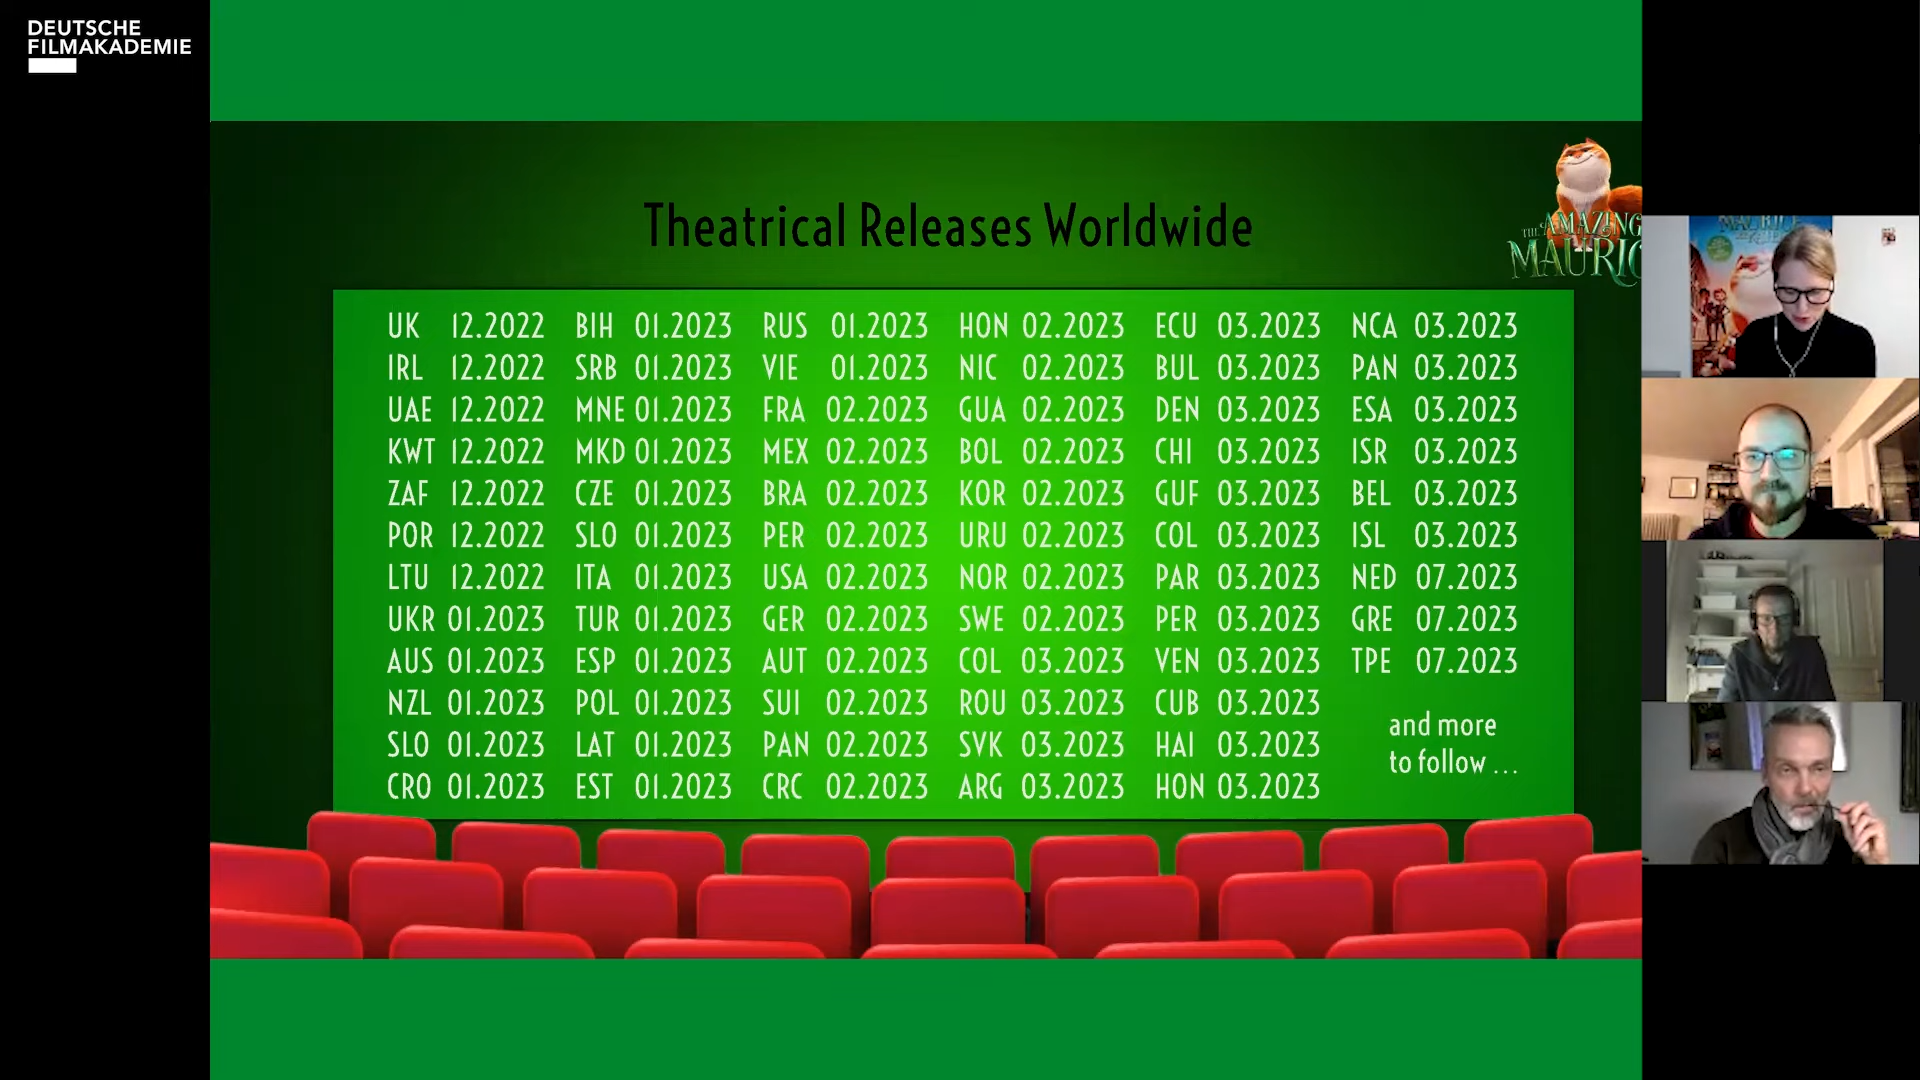 DEUTSCHE
FILMAKADEMIE
Theatrical Releases Worldwide
THE AMAZING
MAURIC
UK 12.2022 BIH 01.2023 RUS 01.2023 HON 02.2023 ECU 03.2023 NCA 03.2023
IRL 12.2022 SRB 01.2023 VIE 01.2023 NIC 02.2023 BUL 03.2023 PAN 03.2023
UAE 12.2022 MNE 01.2023 FRA 02.2023 GUA 02.2023 DEN 03.2023 ESA 03.2023
KWT 12.2022 MKD 01.2023 MEX 02.2023 BOL 02.2023 CHI 03.2023 ISR 03.2023
ZAF 12.2022 CZE 01.2023 BRA 02.2023 KOR 02.2023 GUF 03.2023 BEL 03.2023
POR 12.2022 SLO 01.2023 PER 02.2023 URU 02.2023 COL 03.2023 ISL 03.2023
LTU 12.2022 ITA 01.2023 USA 02.2023 NOR 02.2023 PAR 03.2023 NED 07.2023
UKR 01.2023 TUR 01.2023 GER 02.2023 SWE 02.2023 PER 03.2023 GRE 07.2023
AUS 01.2023 ESP 01.2023 AUT 02.2023 COL 03.2023 VEN 03.2023 TPE 07.2023
NZL 01.2023 POL 01.2023 SUI 02.2023 ROU 03.2023 CUB 03.2023
SLO 01.2023 LAT 01.2023 PAN 02.2023 SVK 03.2023 HAI 03.2023
CRO 01.2023 EST 01.2023 CRC 02.2023 ARG 03.2023 HON 03.2023
and more
to follow ...
MAURICE